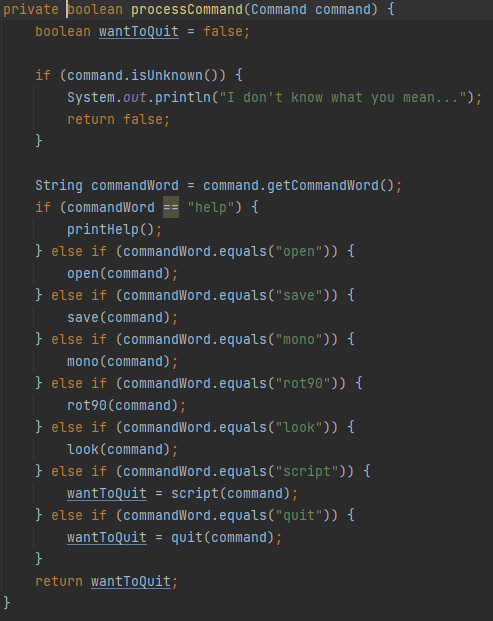 private boolean processCommand(Command command) {
    boolean wantToQuit = false;

    if (command.isUnknown()) {
        System.out.println("I don't know what you mean...");
        return false;
    }

    String commandWord = command.getCommandWord();
    if (commandWord == "help") {
        printHelp();
    } else if (commandWord.equals("open")) {
        open(command);
    } else if (commandWord.equals("save")) {
        save(command);
    } else if (commandWord.equals("mono")) {
        mono(command);
    } else if (commandWord.equals("rot90")) {
        rot90(command);
    } else if (commandWord.equals("look")) {
        look(command);
    } else if (commandWord.equals("script")) {
        wantToQuit = script(command);
    } else if (commandWord.equals("quit")) {
        wantToQuit = quit(command);
    }
    return wantToQuit;
}